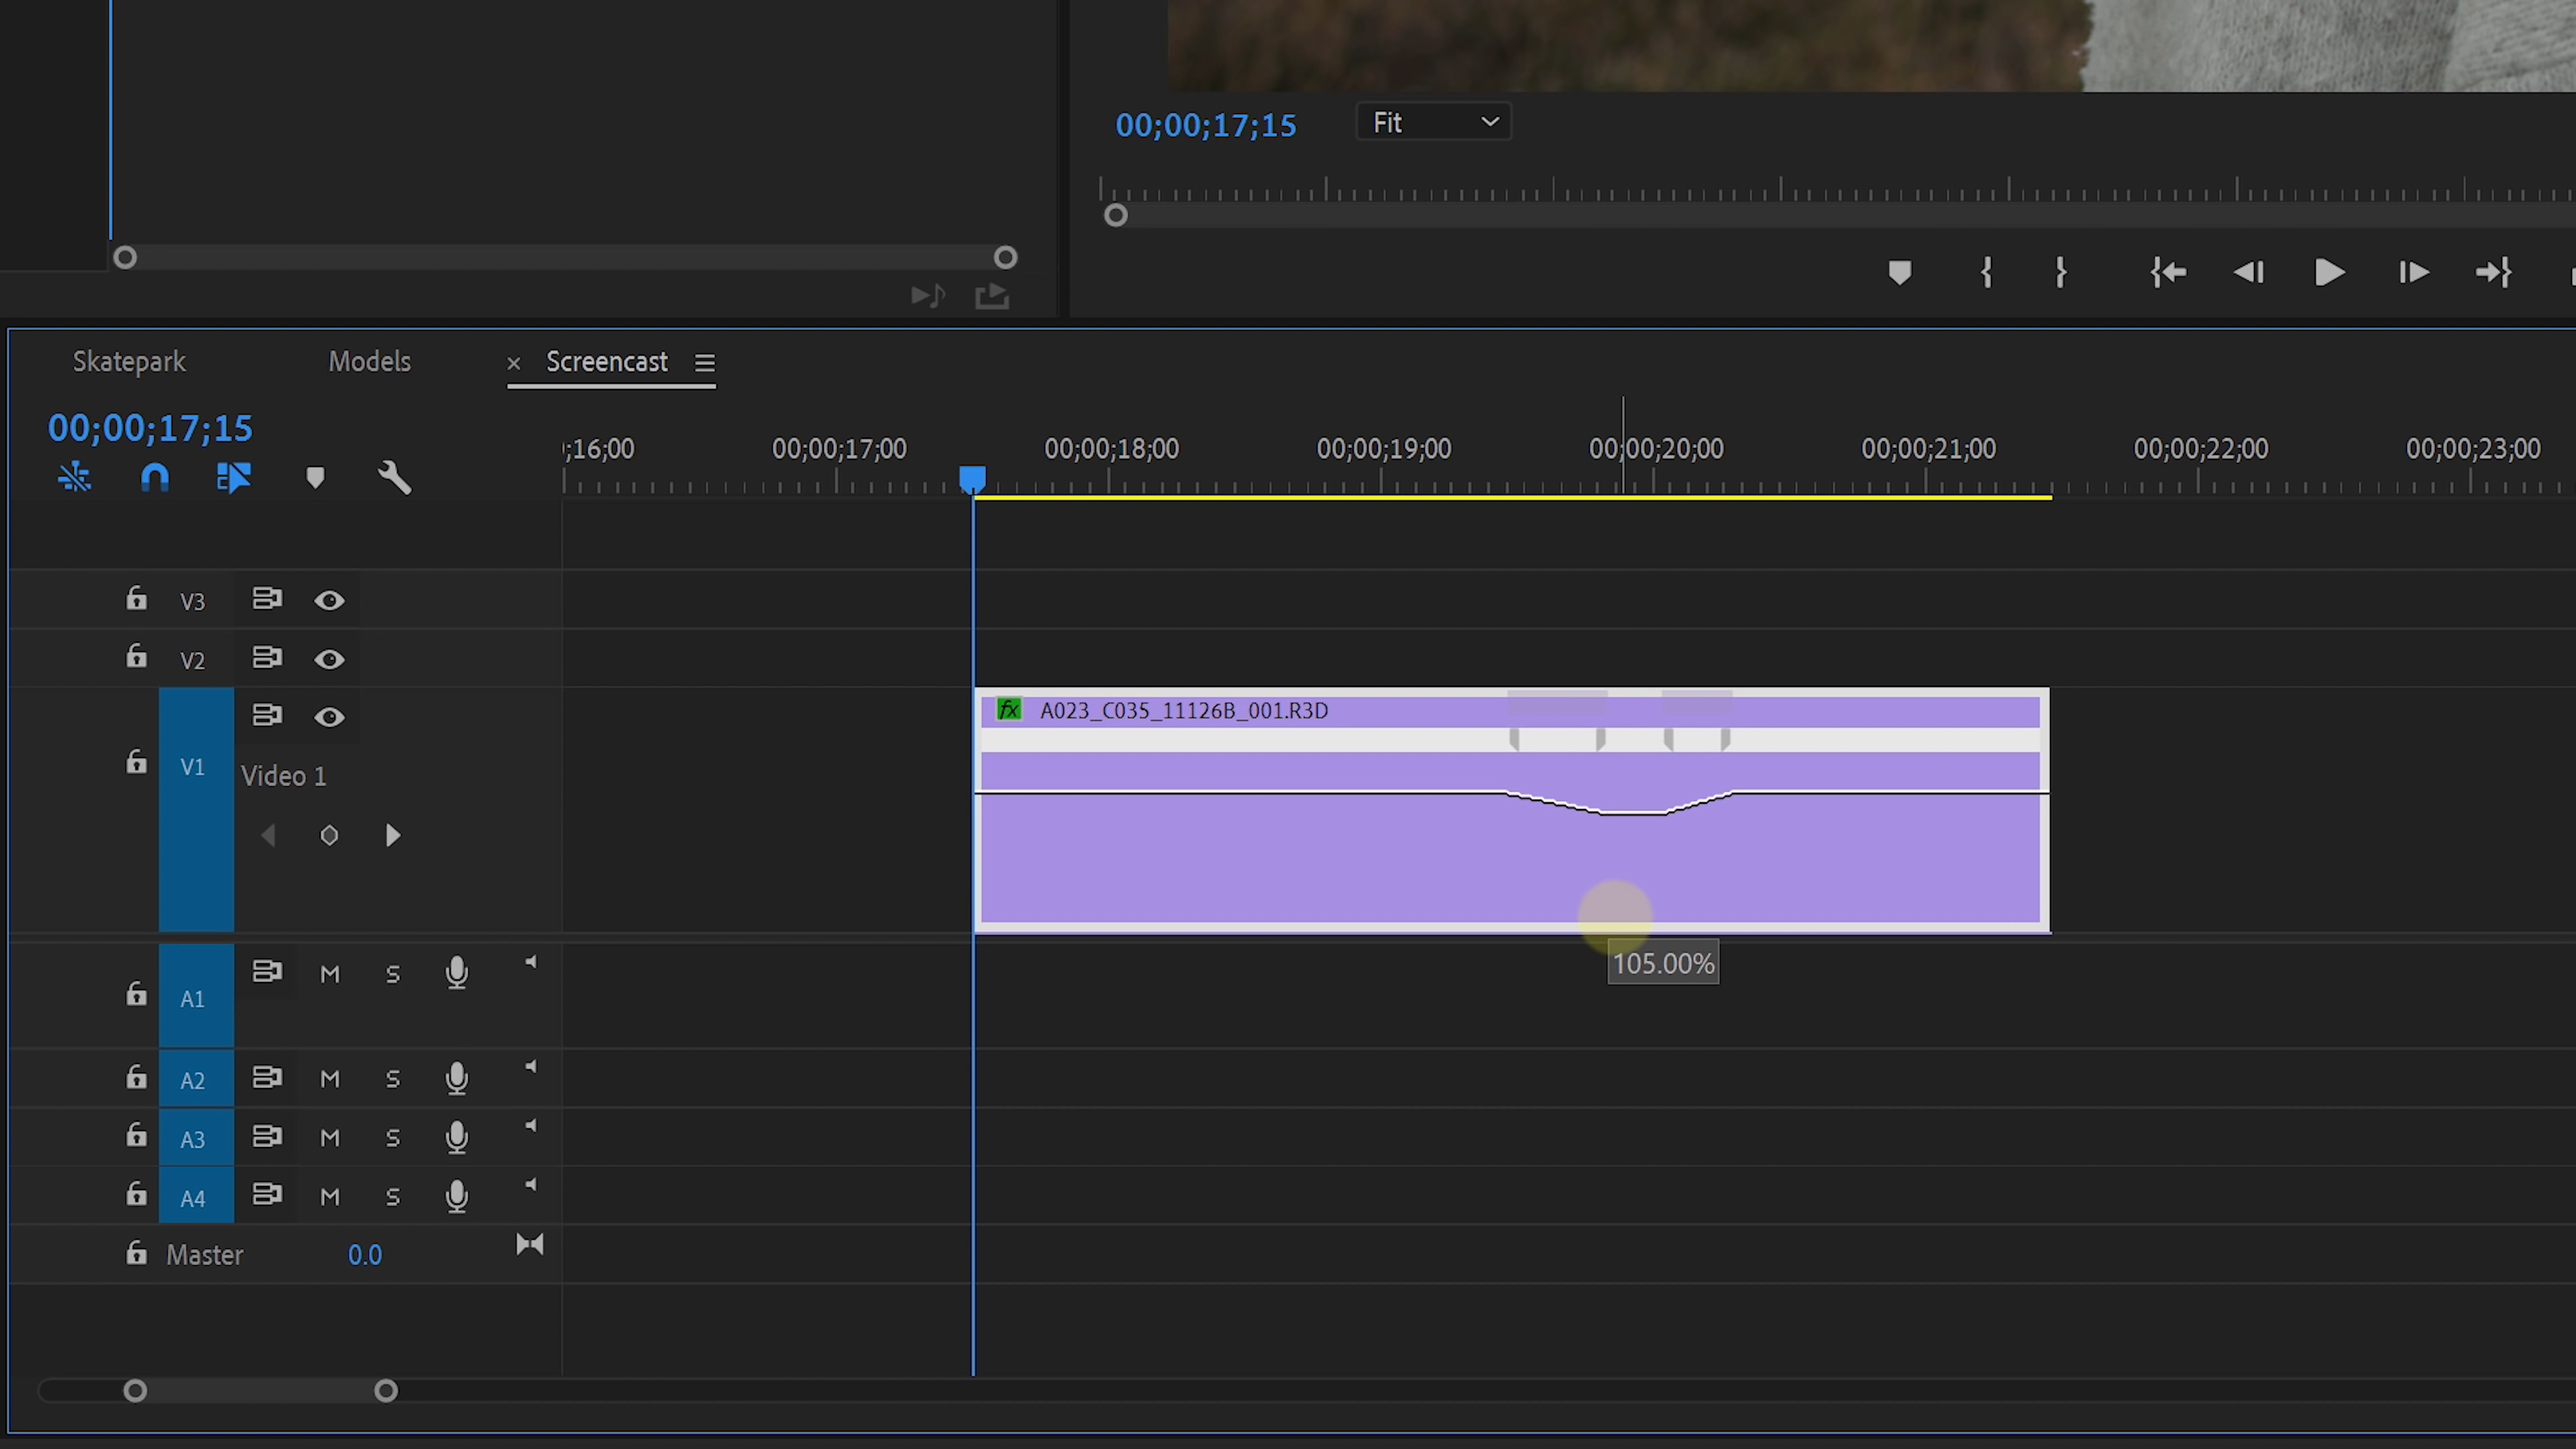 00;00;17;15
Fit
Skatepark
Models
× Screencast
00;00;17;15
;16;00
00;00;17;00
00;00;18;00
00;00;19;00
00;00;20;00
00;00;21;00
00;00;22;00
00;00;23;00
V3
V2
fx A023_C035_11126B_001.R3D
V1
Video 1
105.00%
A1 M S
A2 M S
A3 M S
A4 M S
Master 0.0